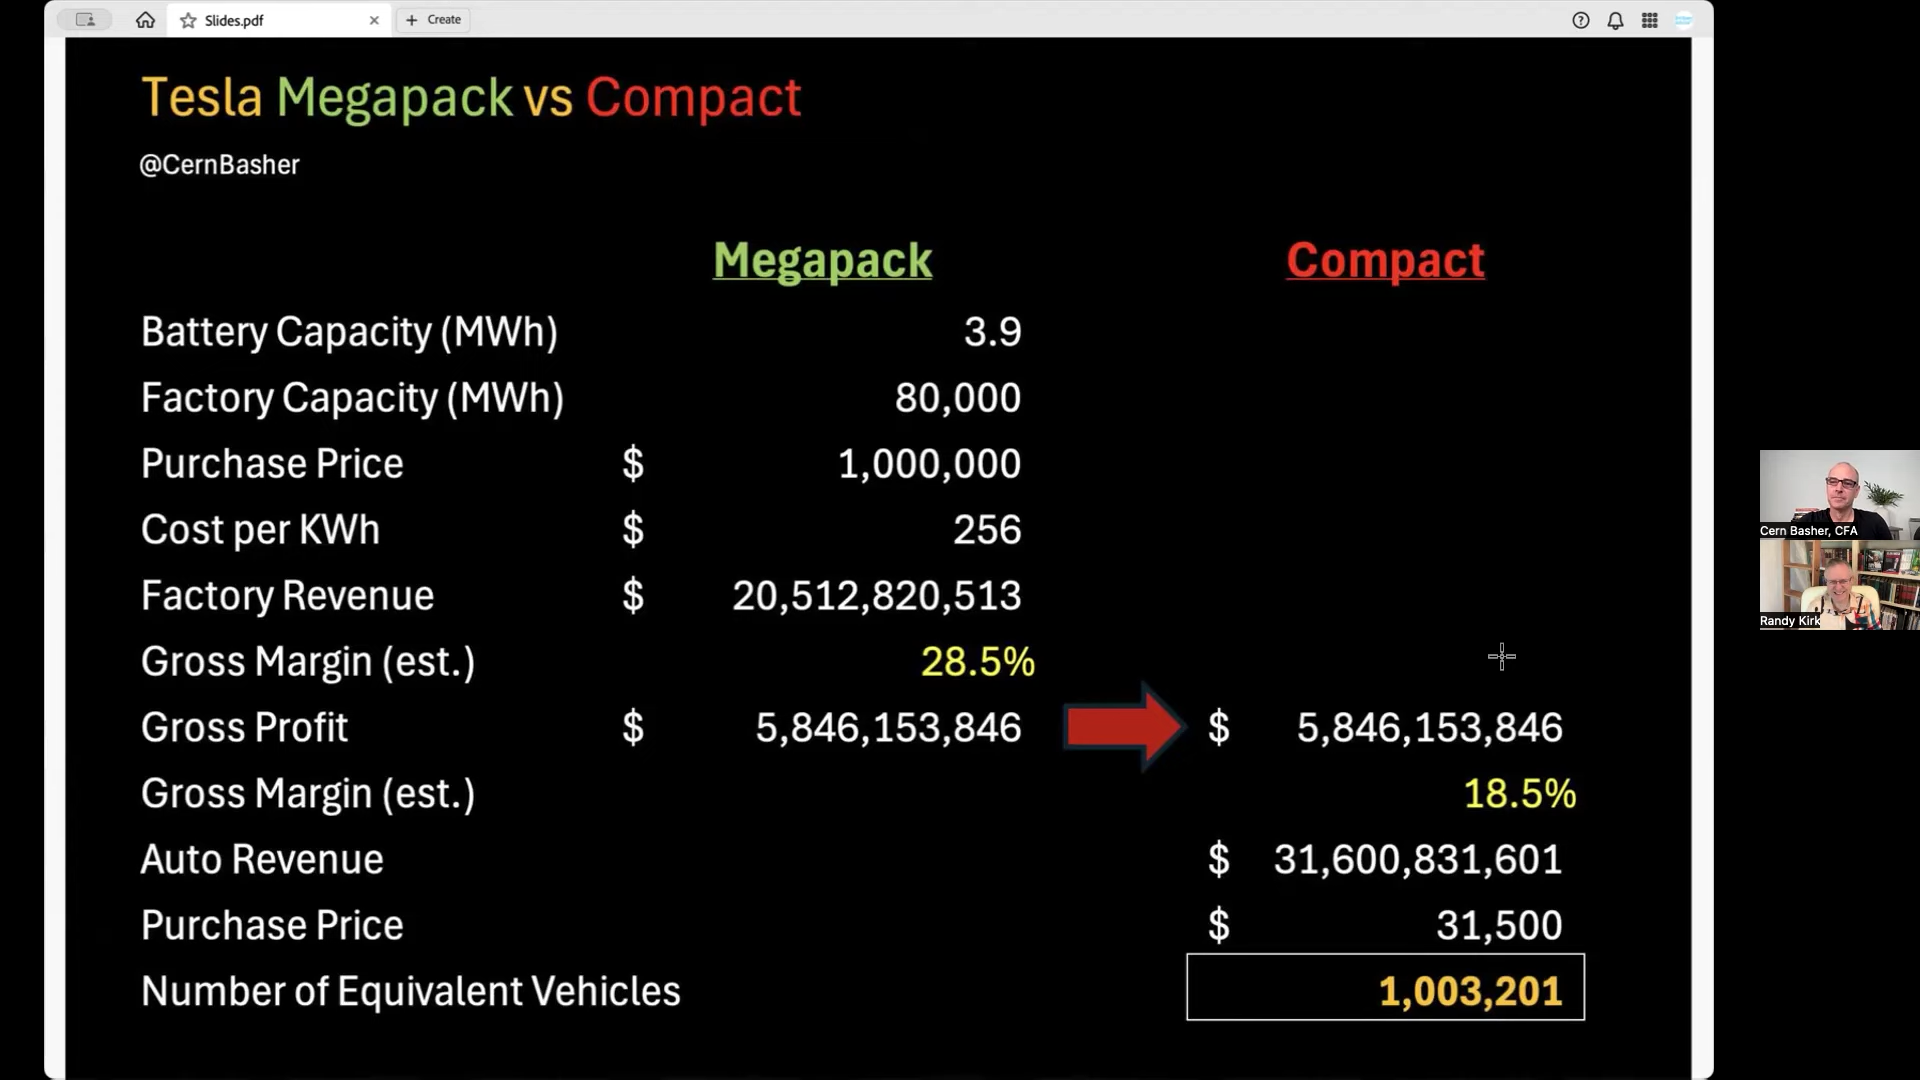 Slides.pdf
Create
Tesla Megapack vs Compact
@CernBasher
Megapack Compact
Battery Capacity (MWh) 3.9
Factory Capacity (MWh) 80,000
Purchase Price $ 1,000,000
Cost per KWh $ 256
Factory Revenue $ 20,512,820,513
Gross Margin (est.) 28.5%
Gross Profit $ 5,846,153,846 $ 5,846,153,846
Gross Margin (est.) 18.5%
Auto Revenue $ 31,600,831,601
Purchase Price $ 31,500
Number of Equivalent Vehicles 1,003,201
Cern Basher, CFA
Randy Kirk